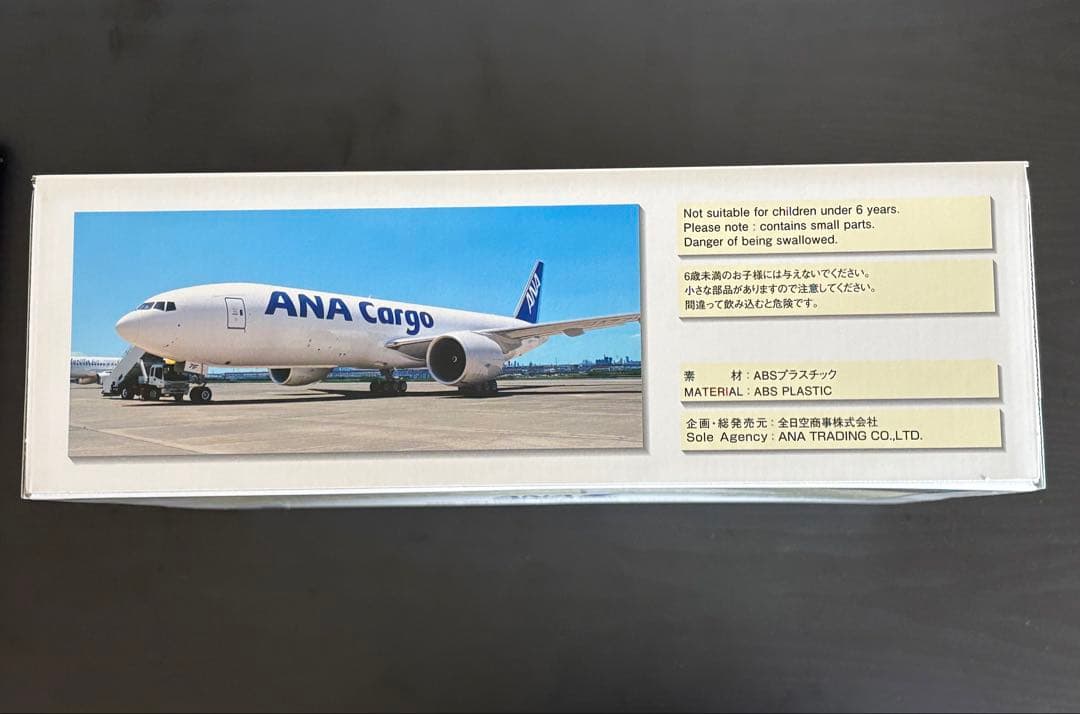 ANA Cargo
ANA
7F
Not suitable for children under 6 years.
Please note : contains small parts.
Danger of being swallowed.
6歳未満のお子様には与えないでください。
小さな部品がありますので注意してください。
間違って飲み込むと危険です。
素　　材：ABSプラスチック
MATERIAL : ABS PLASTIC
企画・総発売元：全日空商事株式会社
Sole Agency : ANA TRADING CO.,LTD.